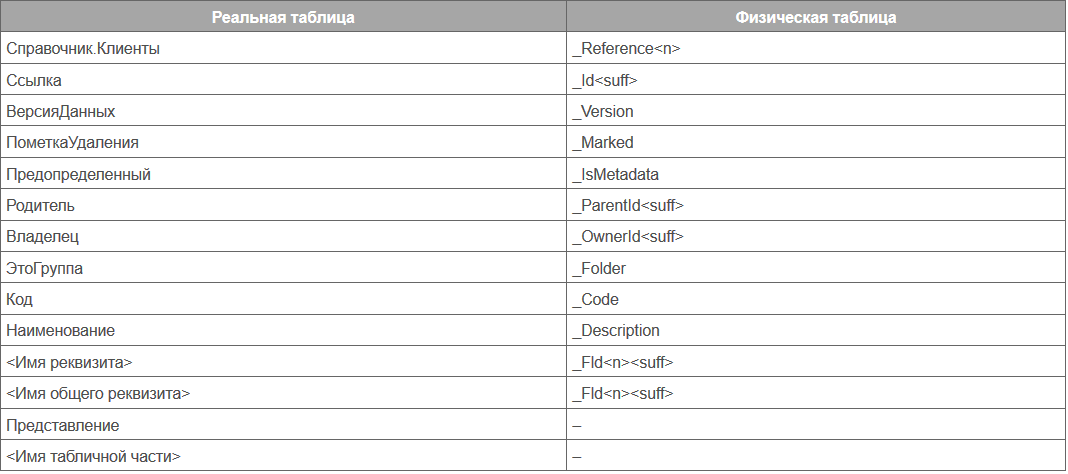 Реальная таблица Физическая таблица
Справочник.Клиенты _Reference<n>
Ссылка _Id<suff>
ВерсияДанных _Version
ПометкаУдаления _Marked
Предопределенный _IsMetadata
Родитель _ParentId<suff>
Владелец _OwnerId<suff>
ЭтоГруппа _Folder
Код _Code
Наименование _Description
<Имя реквизита> _Fld<n><suff>
<Имя общего реквизита> _Fld<n><suff>
Представление –
<Имя табличной части> –